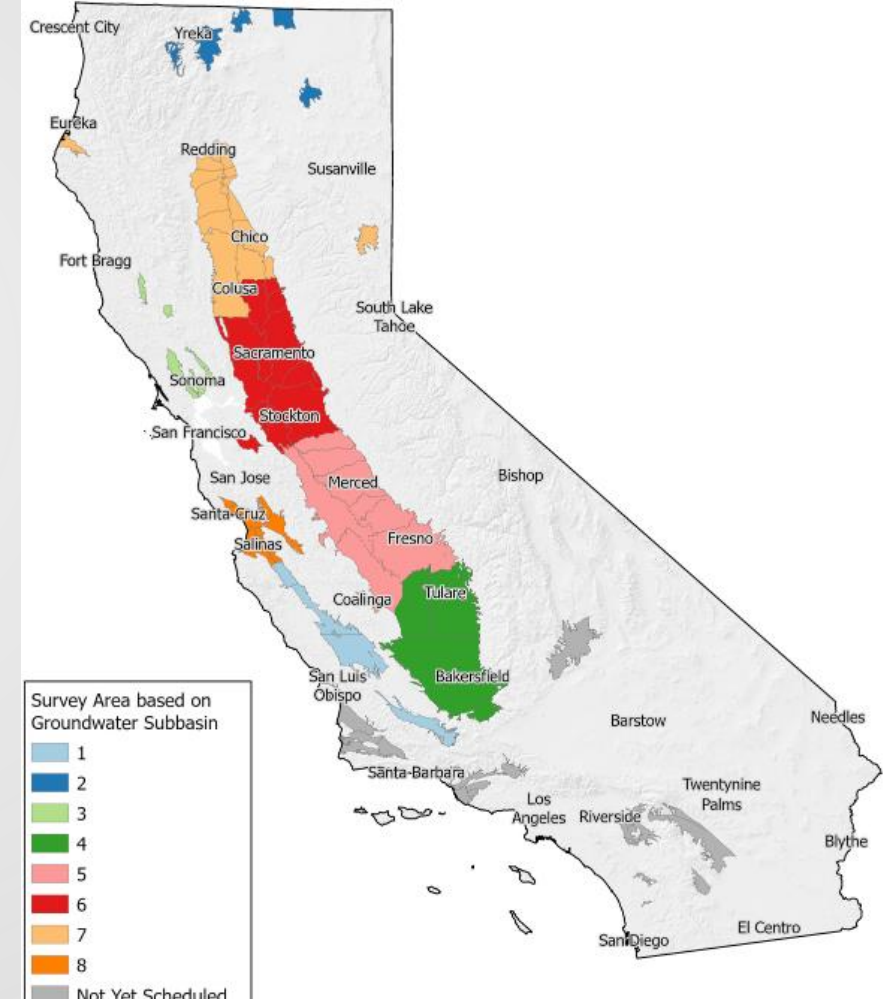 Crescent City
Yreka
Eureka
Redding
Susanville
Chico
Fort Bragg
Colusa
South Lake
Tahoe
Sacramento
Sonoma
Stockton
San Francisco
San Jose
Merced
Bishop
Santa Cruz
Salinas
Fresno
Coalinga
Tulare
San Luis
Obispo
Bakersfield
Barstow
Needles
Santa Barbara
Los
Angeles
Riverside
Twentynine
Palms
Blythe
San Diego
El Centro
Survey Area based on
Groundwater Subbasin
1
2
3
4
5
6
7
8
Not Yet Scheduled